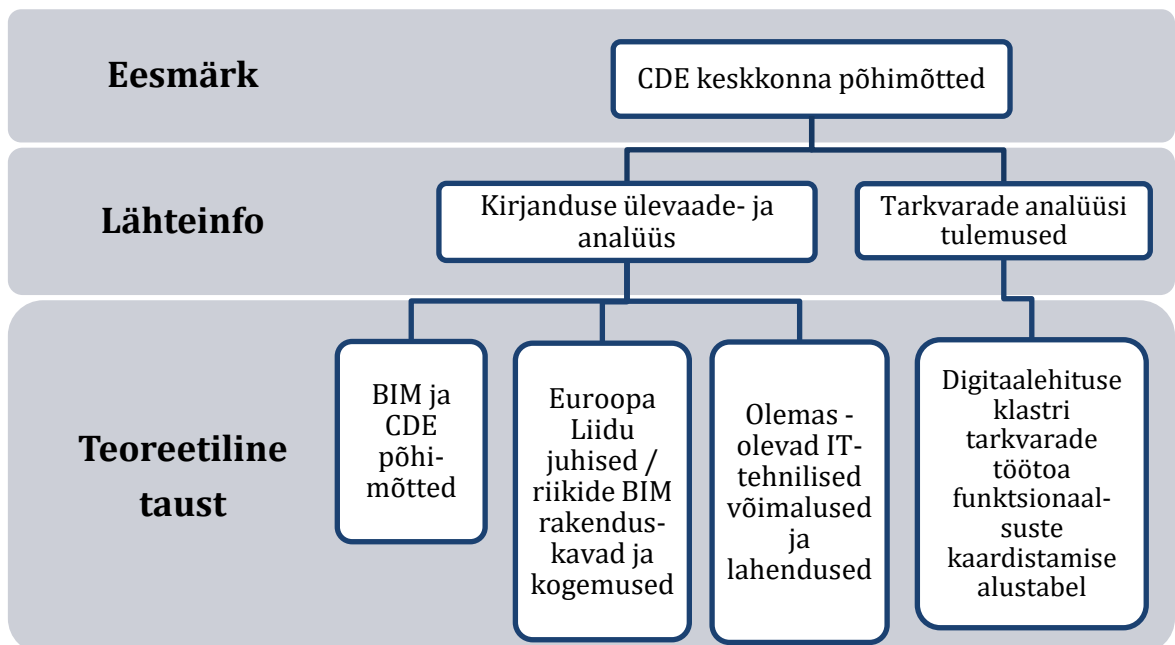 Eesmärk
CDE keskkonna põhimõtted
Lähteinfo
Kirjanduse ülevaade- ja
analüüs
Tarkvarade analüüsi
tulemused
Teoreetiline
taust
BIM ja
CDE
põhi-
mõtted
Euroopa
Liidu
juhised /
riikide BIM
rakendus-
kavad ja
kogemused
Olemas -
olevad IT-
tehnilised
võimalused
ja
lahendused
Digitaalehituse
klastri
tarkvarade
töötoa
funktsionaal-
suste
kaardistamise
alustabel